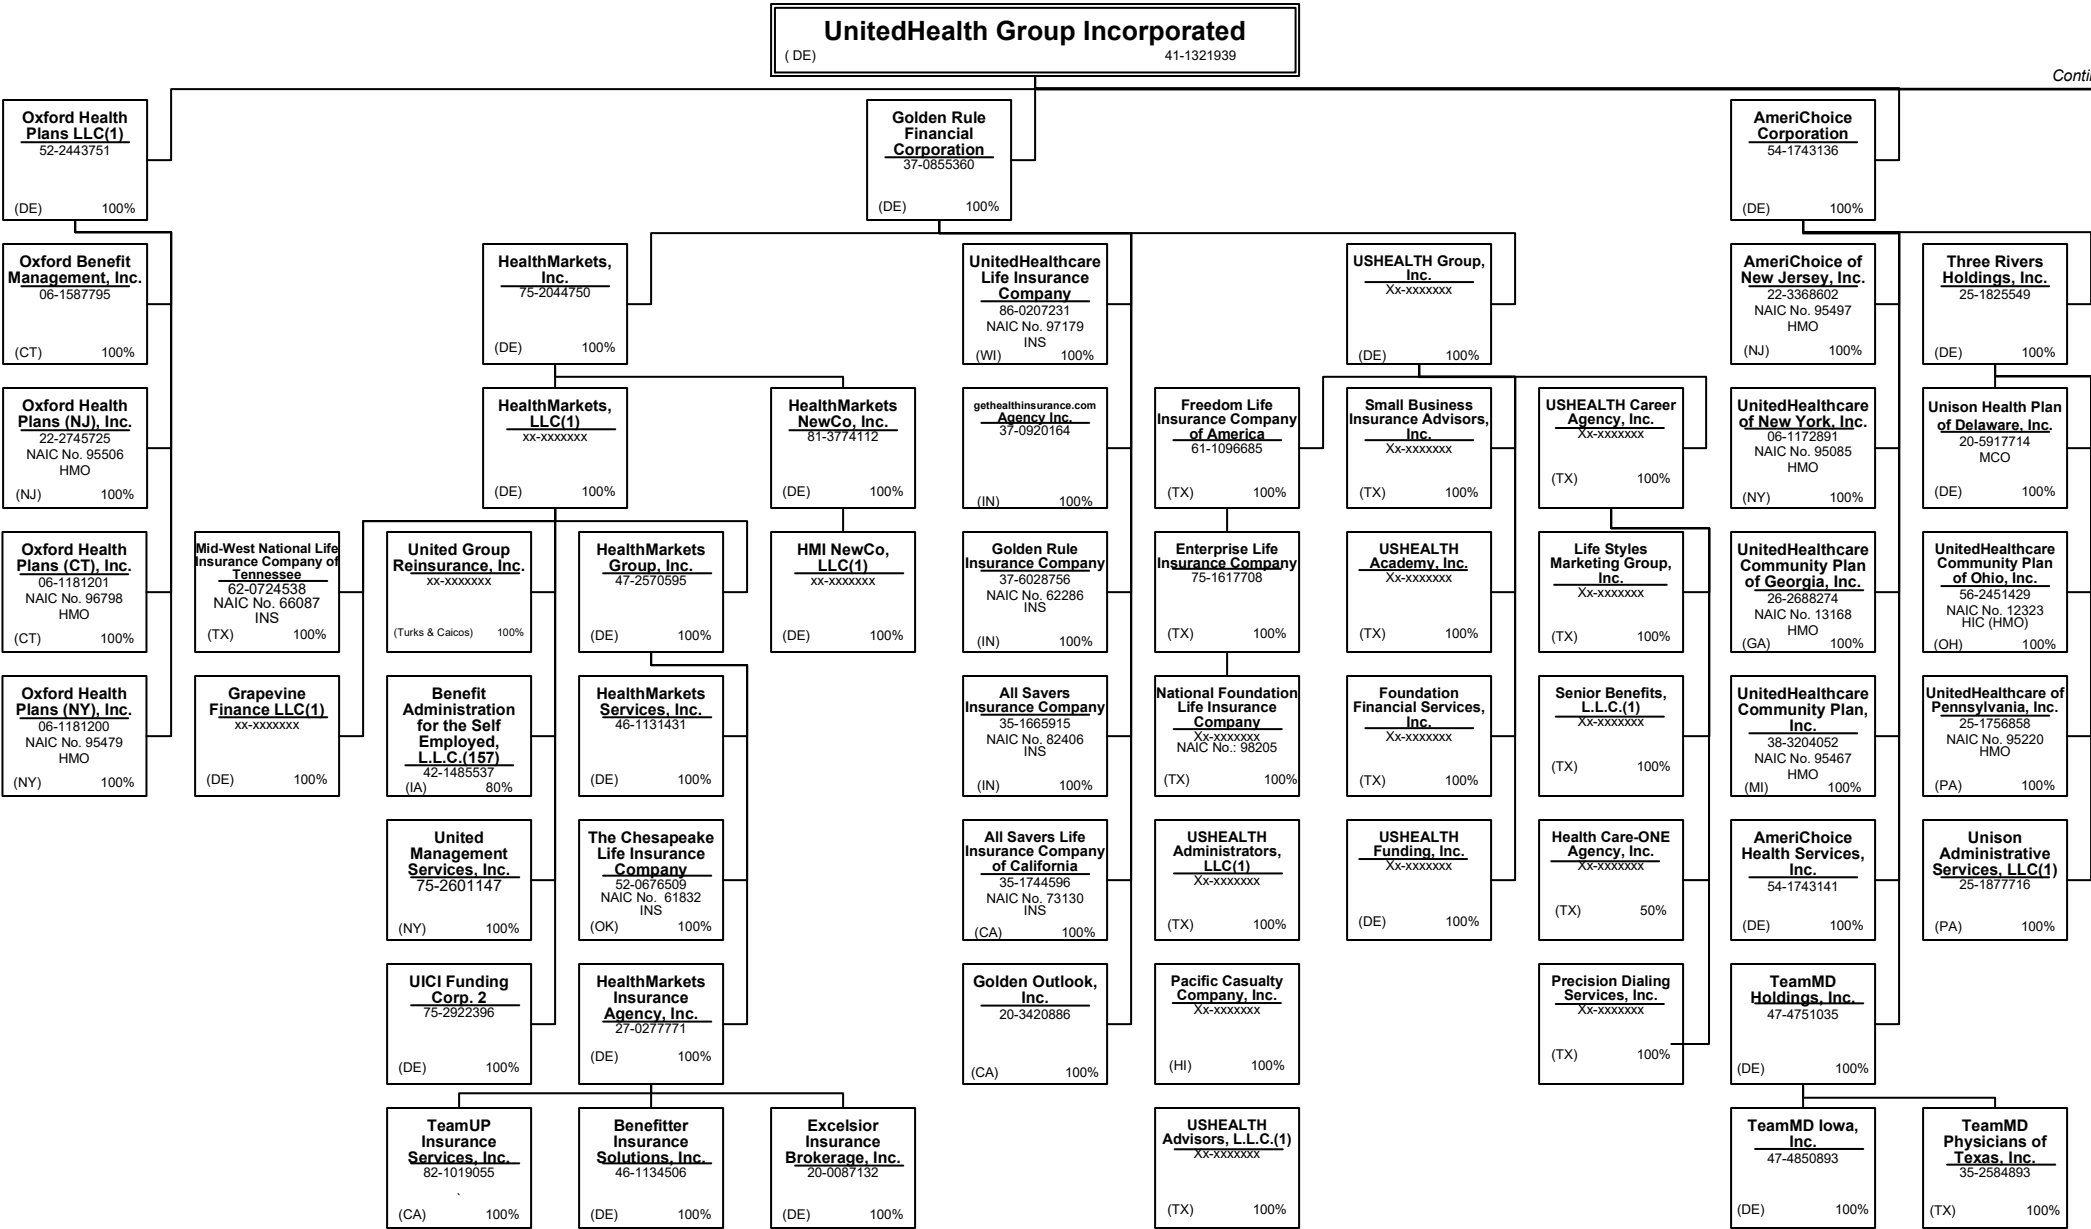 UnitedHealth Group Incorporated
( DE) 41-1321939
Oxford Health
Plans LLC(1)
52-2443751
(DE) 100%
Golden Rule
Financial
Corporation
37-0855360
(DE) 100%
AmeriChoice
Corporation
54-1743136
(DE) 100%
Oxford Benefit
Management, Inc.
06-1587795
(CT) 100%
HealthMarkets,
Inc.
75-2044750
(DE) 100%
UnitedHealthcare
Life Insurance
Company
86-0207231
NAIC No. 97179
INS
(WI) 100%
USHEALTH Group,
Inc.
Xx-xxxxxxx
(DE) 100%
AmeriChoice of
New Jersey, Inc.
22-3368602
NAIC No. 95497
HMO
(NJ) 100%
Three Rivers
Holdings, Inc.
25-1825549
(DE) 100%
Oxford Health
Plans (NJ), Inc.
22-2745725
NAIC No. 95506
HMO
(NJ) 100%
HealthMarkets,
LLC(1)
xx-xxxxxxx
(DE) 100%
HealthMarkets
NewCo, Inc.
81-3774112
(DE) 100%
gethealthinsurance.com
Agency Inc.
37-0920164
(IN) 100%
Freedom Life
Insurance Company
of America
61-1096685
(TX) 100%
Small Business
Insurance Advisors,
Inc.
Xx-xxxxxxx
(TX) 100%
USHEALTH Career
Agency, Inc.
Xx-xxxxxxx
(TX) 100%
UnitedHealthcare
of New York, Inc.
06-1172891
NAIC No. 95085
HMO
(NY) 100%
Unison Health Plan
of Delaware, Inc.
20-5917714
MCO
(DE) 100%
Oxford Health
Plans (CT), Inc.
06-1181201
NAIC No. 96798
HMO
(CT) 100%
Mid-West National Life
Insurance Company of
Tennessee
62-0724538
NAIC No. 66087
INS
(TX) 100%
United Group
Reinsurance, Inc.
xx-xxxxxxx
(Turks & Caicos) 100%
HealthMarkets
Group, Inc.
47-2570595
(DE) 100%
HMI NewCo,
LLC(1)
xx-xxxxxxx
(DE) 100%
Golden Rule
Insurance Company
37-6028756
NAIC No. 62286
INS
(IN) 100%
Enterprise Life
Insurance Company
75-1617708
(TX) 100%
USHEALTH
Academy, Inc.
Xx-xxxxxxx
(TX) 100%
Life Styles
Marketing Group,
Inc.
Xx-xxxxxxx
(TX) 100%
UnitedHealthcare
Community Plan
of Georgia, Inc.
26-2688274
NAIC No. 13168
HMO
(GA) 100%
UnitedHealthcare
Community Plan
of Ohio, Inc.
56-2451429
NAIC No. 12323
HIC (HMO)
(OH) 100%
Oxford Health
Plans (NY), Inc.
06-1181200
NAIC No. 95479
HMO
(NY) 100%
Grapevine
Finance LLC(1)
xx-xxxxxxx
(DE) 100%
Benefit
Administration
for the Self
Employed,
L.L.C.(157)
42-1485537
(IA) 80%
HealthMarkets
Services, Inc.
46-1131431
(DE) 100%
All Savers
Insurance Company
35-1665915
NAIC No. 82406
INS
(IN) 100%
National Foundation
Life Insurance
Company
Xx-xxxxxxx
NAIC No.: 98205
(TX) 100%
Foundation
Financial Services,
Inc.
Xx-xxxxxxx
(TX) 100%
Senior Benefits,
L.L.C.(1)
Xx-xxxxxxx
(TX) 100%
UnitedHealthcare
Community Plan,
Inc.
38-3204052
NAIC No. 95467
HMO
(MI) 100%
UnitedHealthcare of
Pennsylvania, Inc.
25-1756858
NAIC No. 95220
HMO
(PA) 100%
United
Management
Services, Inc.
75-2601147
(NY) 100%
The Chesapeake
Life Insurance
Company
52-0676509
NAIC No. 61832
INS
(OK) 100%
All Savers Life
Insurance Company
of California
35-1744596
NAIC No. 73130
INS
(CA) 100%
USHEALTH
Administrators,
LLC(1)
Xx-xxxxxxx
(TX) 100%
USHEALTH
Funding, Inc.
Xx-xxxxxxx
(DE) 100%
Health Care-ONE
Agency, Inc.
Xx-xxxxxxx
(TX) 50%
AmeriChoice
Health Services,
Inc.
54-1743141
(DE) 100%
Unison
Administrative
Services, LLC(1)
25-1877716
(PA) 100%
UICI Funding
Corp. 2
75-2922396
(DE) 100%
HealthMarkets
Insurance
Agency, Inc.
27-0277771
(DE) 100%
Golden Outlook,
Inc.
20-3420886
(CA) 100%
Pacific Casualty
Company, Inc.
Xx-xxxxxxx
(HI) 100%
Precision Dialing
Services, Inc.
Xx-xxxxxxx
(TX) 100%
TeamMD
Holdings, Inc.
47-4751035
(DE) 100%
TeamUP
Insurance
Services, Inc.
82-1019055
`
(CA) 100%
Benefitter
Insurance
Solutions, Inc.
46-1134506
(DE) 100%
Excelsior
Insurance
Brokerage, Inc.
20-0087132
(DE) 100%
USHEALTH
Advisors, L.L.C.(1)
Xx-xxxxxxx
(TX) 100%
TeamMD Iowa,
Inc.
47-4850893
(DE) 100%
TeamMD
Physicians of
Texas, Inc.
35-2584893
(TX) 100%